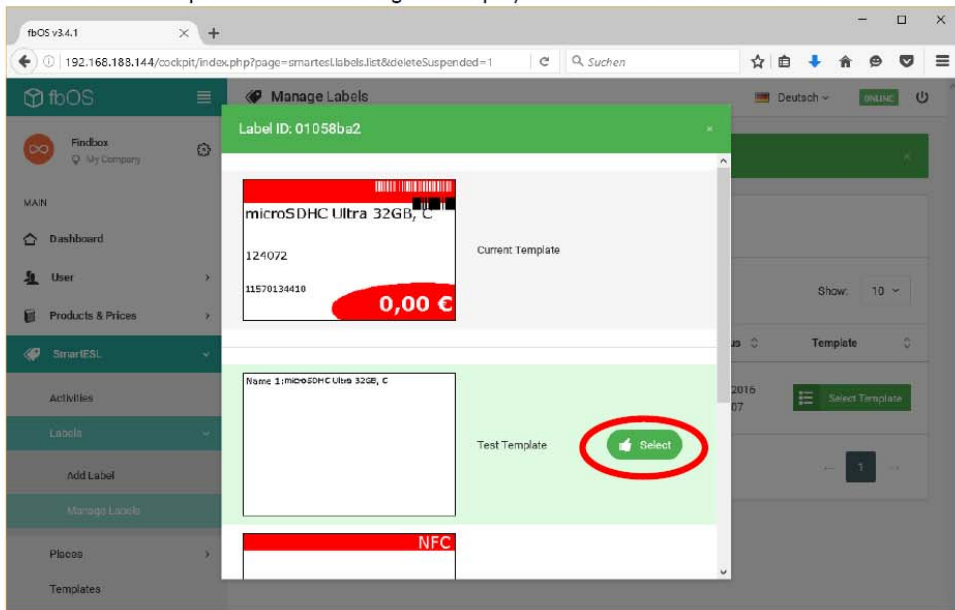 fbOS v3.4.1
192.168.188.144/cockpit/index.php?page=smartesl.labels.list&deleteSuspended=1
Suchen
fbOS
Manage Labels
Deutsch
ONLINE
Label ID: 01058ba2
Findbox
My Company
MAIN
Dashboard
User
Products & Prices
SmartESL
Activities
Labels
Add Label
Manage Labels
Places
Templates
microSDHC Ultra 32GB, C
124072
11570134410
0,00 €
Current Template
Name 1:microSDHC Ultra 32GB, C
Test Template
Select
NFC
Show: 10
us Template
2016
07
Select Template
1